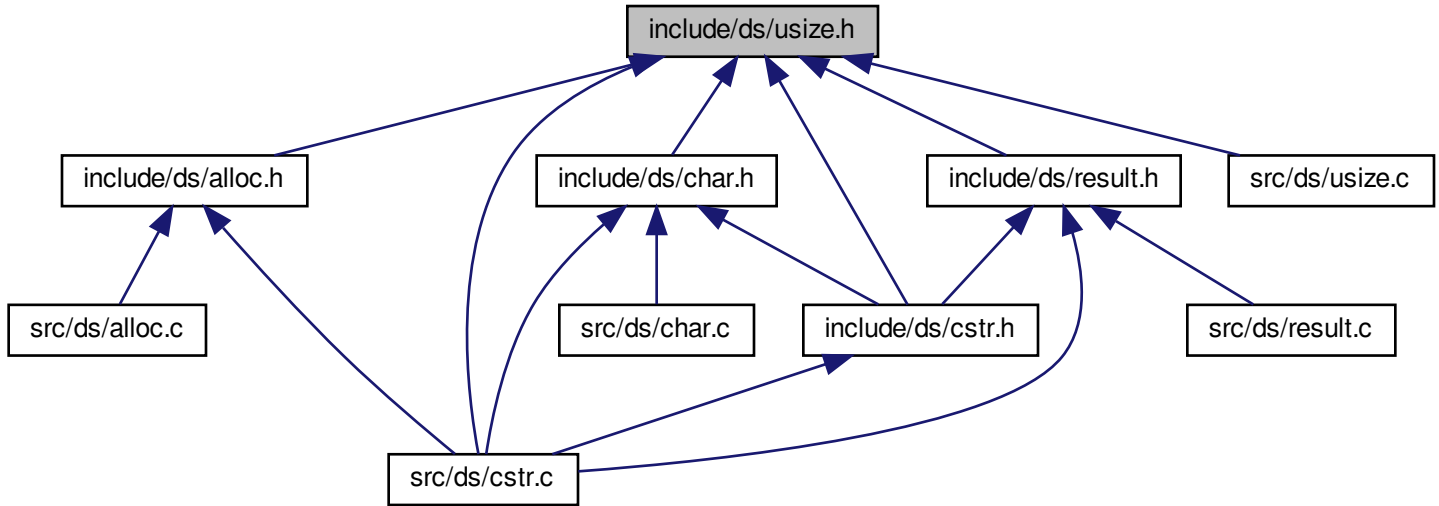 include/ds/usize.h
include/ds/alloc.h
include/ds/char.h
include/ds/result.h
src/ds/usize.c
src/ds/alloc.c
src/ds/char.c
include/ds/cstr.h
src/ds/result.c
src/ds/cstr.c